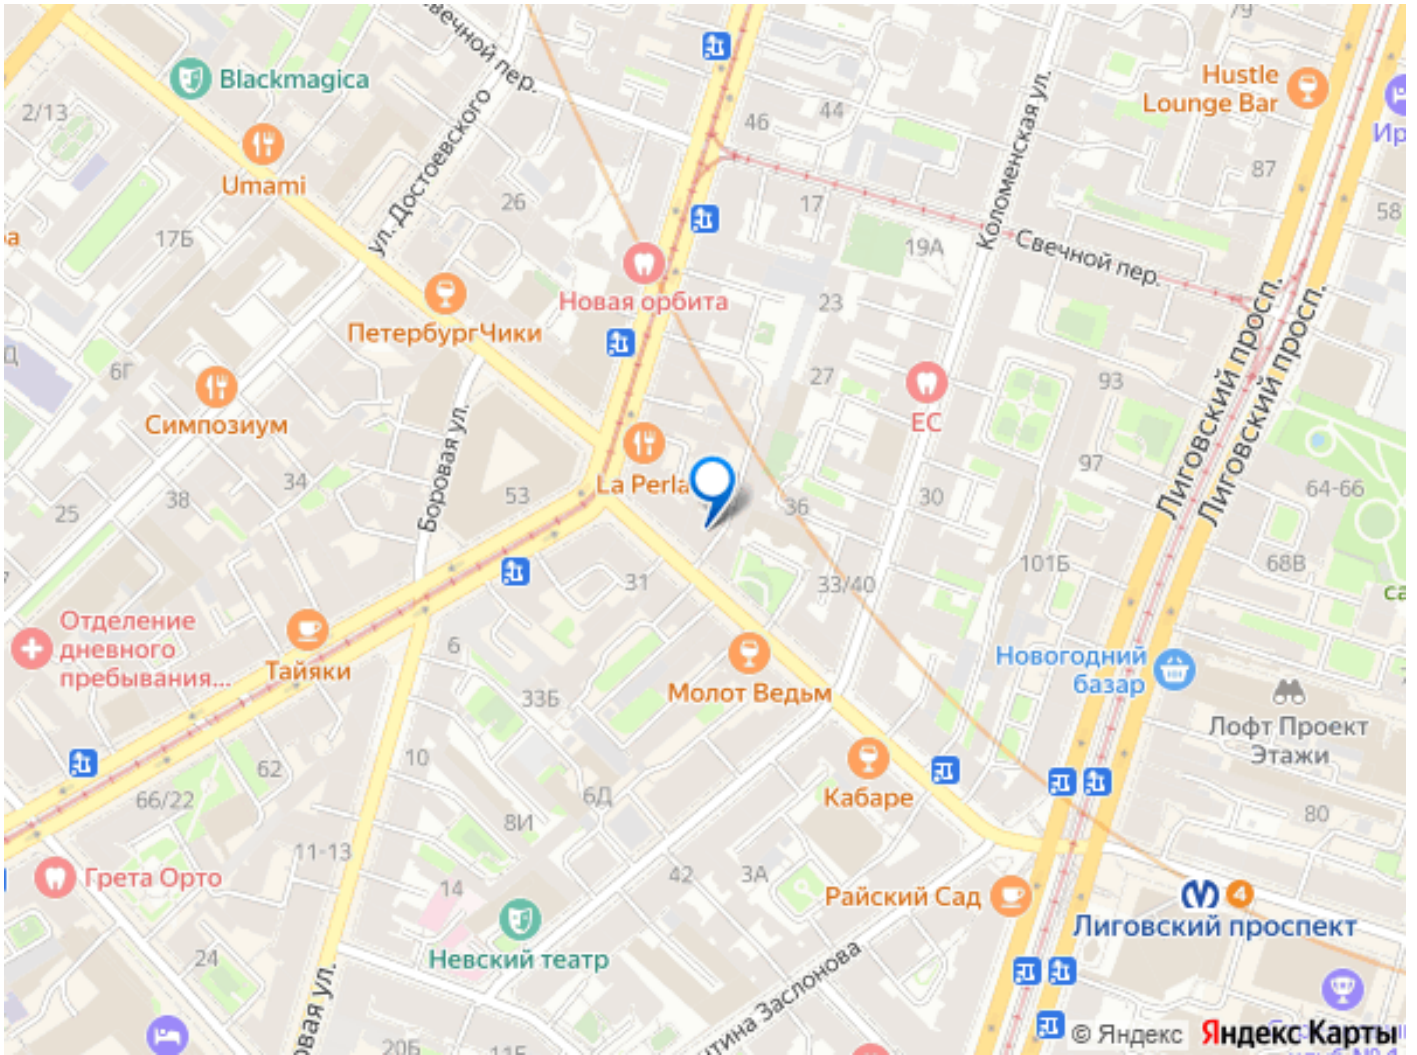 Свечной пер.
79
Hustle
Lounge Bar
Blackmagica
2/13
46
44
Коломенская ул.
87
Umami
ул. Достоевского
26
17
58
17Б
19А
Свечной пер.
Новая орбита
23
Лиговский просп.
Лиговский просп.
ПетербургЧики
6Г
27
93
Симпозиум
ЕС
Боровая ул.
La Perla
97
34
38
53
25
36
30
64-66
31
33/40
101Б
68В
Отделение
дневного
пребывания...
6
Тайяки
33Б
Молот Ведьм
Новогодний
базар
Лофт Проект
Этажи
10
62
66/22
6Д
8И
Кабаре
80
11-13
Грета Орто
14
42
3А
Райский Сад
4
Лиговский проспект
Невский театр
24
20Б
11Б
© Яндекс
Яндекс Карты